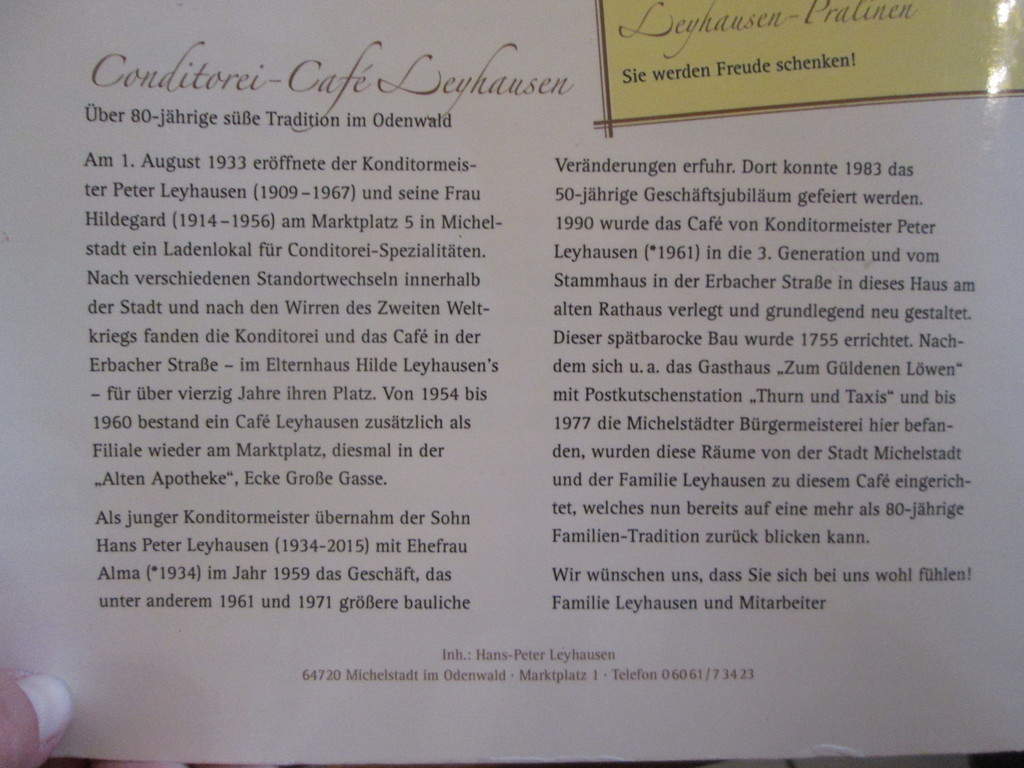 Leyhausen-Pralinen
Sie werden Freude schenken!
Conditorei-Café Leyhausen
Über 80-jährige süße Tradition im Odenwald
Am 1. August 1933 eröffnete der Konditormeis-
ter Peter Leyhausen (1909–1967) und seine Frau
Hildegard (1914–1956) am Marktplatz 5 in Michel-
stadt ein Ladenlokal für Conditorei-Spezialitäten.
Nach verschiedenen Standortwechseln innerhalb
der Stadt und nach den Wirren des Zweiten Welt-
kriegs fanden die Konditorei und das Café in der
Erbacher Straße – im Elternhaus Hilde Leyhausen's
– für über vierzig Jahre ihren Platz. Von 1954 bis
1960 bestand ein Café Leyhausen zusätzlich als
Filiale wieder am Marktplatz, diesmal in der
„Alten Apotheke“, Ecke Große Gasse.
Als junger Konditormeister übernahm der Sohn
Hans Peter Leyhausen (1934-2015) mit Ehefrau
Alma (*1934) im Jahr 1959 das Geschäft, das
unter anderem 1961 und 1971 größere bauliche
Veränderungen erfuhr. Dort konnte 1983 das
50-jährige Geschäftsjubiläum gefeiert werden.
1990 wurde das Café von Konditormeister Peter
Leyhausen (*1961) in die 3. Generation und vom
Stammhaus in der Erbacher Straße in dieses Haus am
alten Rathaus verlegt und grundlegend neu gestaltet.
Dieser spätbarocke Bau wurde 1755 errichtet. Nach-
dem sich u. a. das Gasthaus „Zum Güldenen Löwen“
mit Postkutschenstation „Thurn und Taxis“ und bis
1977 die Michelstädter Bürgermeisterei hier befan-
den, wurden diese Räume von der Stadt Michelstadt
und der Familie Leyhausen zu diesem Café eingerich-
tet, welches nun bereits auf eine mehr als 80-jährige
Familien-Tradition zurück blicken kann.
Wir wünschen uns, dass Sie sich bei uns wohl fühlen!
Familie Leyhausen und Mitarbeiter
Inh.: Hans-Peter Leyhausen
64720 Michelstadt im Odenwald · Marktplatz 1 · Telefon 0 60 61 / 7 34 23